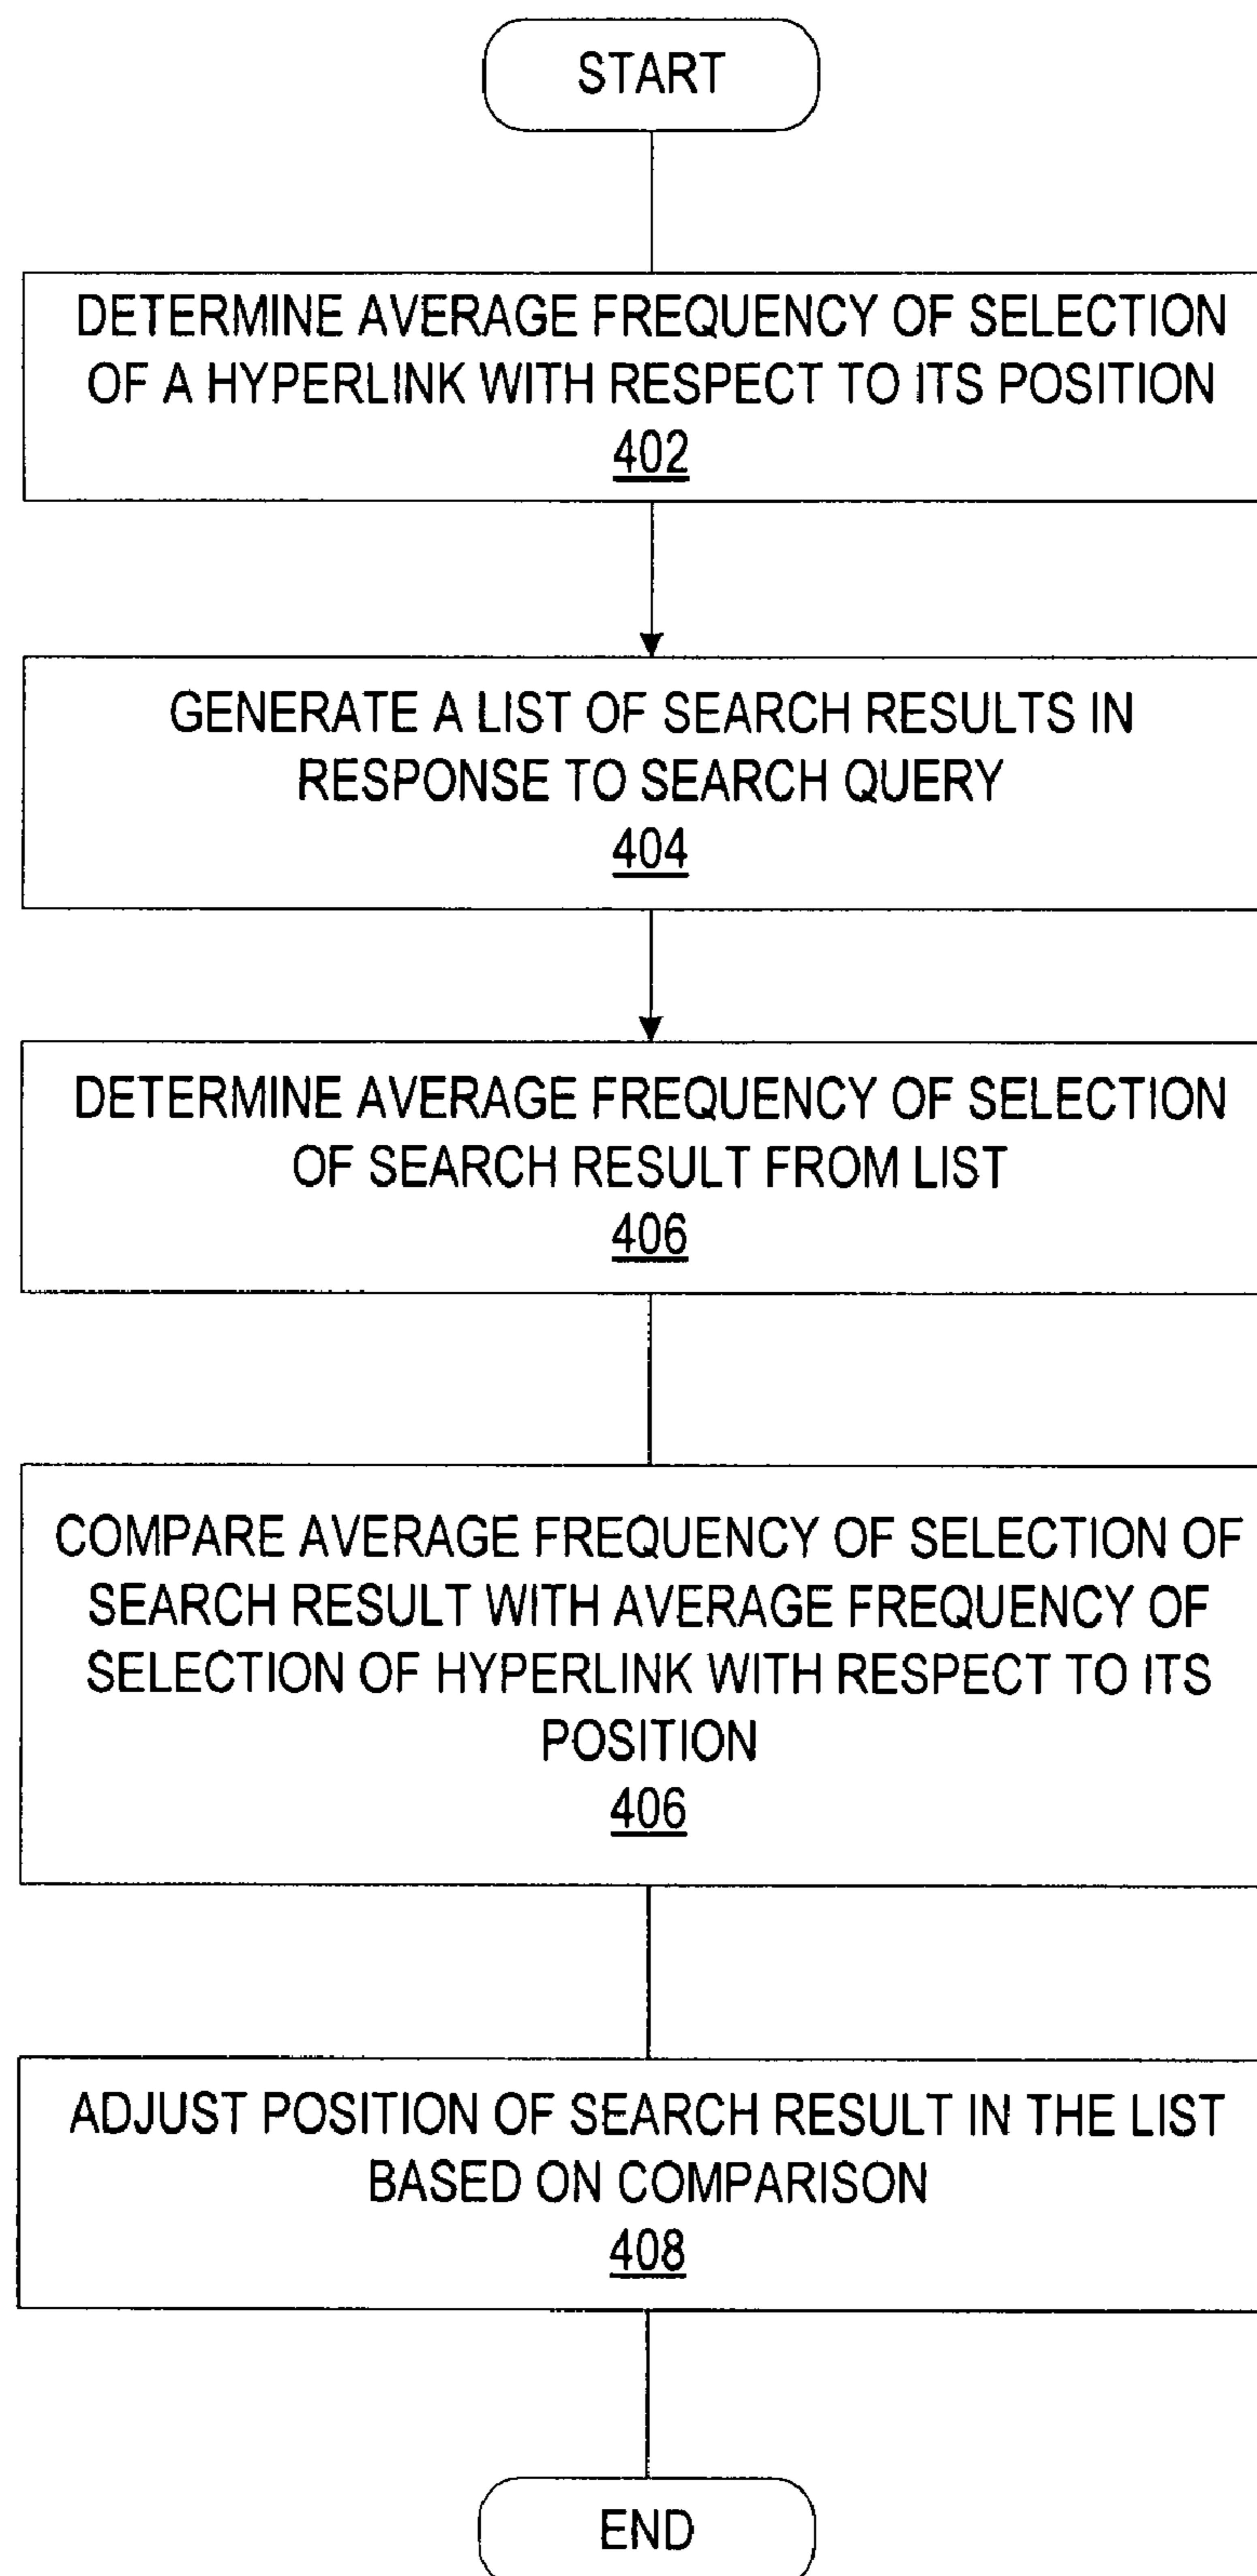 START
DETERMINE AVERAGE FREQUENCY OF SELECTION
OF A HYPERLINK WITH RESPECT TO ITS POSITION
402
GENERATE A LIST OF SEARCH RESULTS IN
RESPONSE TO SEARCH QUERY
404
DETERMINE AVERAGE FREQUENCY OF SELECTION
OF SEARCH RESULT FROM LIST
406
COMPARE AVERAGE FREQUENCY OF SELECTION OF
SEARCH RESULT WITH AVERAGE FREQUENCY OF
SELECTION OF HYPERLINK WITH RESPECT TO ITS
POSITION
406
ADJUST POSITION OF SEARCH RESULT IN THE LIST
BASED ON COMPARISON
408
END